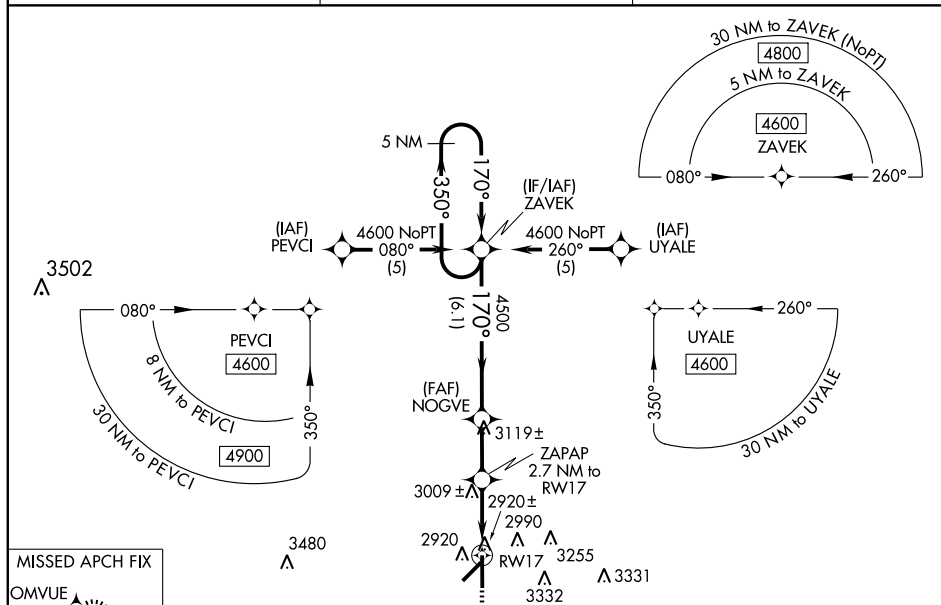 30 NM to ZAVEK (NoPT)
4800
5 NM to ZAVEK
4600
ZAVEK
080°
260°
5 NM
350°
170°
(IF/IAF)
ZAVEK
(IAF)
PEVCI
4600 NoPT
080°
(5)
4600 NoPT
260°
(5)
(IAF)
UYALE
3502
080°
PEVCI
4600
8 NM to PEVCI
350°
30 NM to PEVCI
4900
4500
170°
(6.1)
260°
UYALE
4600
350°
30 NM to UYALE
(FAF)
NOGVE
3119±
ZAPAP
2.7 NM to
RW17
3009±
2920±
2990
2920
RW17
3255
3480
3332
3331
MISSED APCH FIX
OMVUE